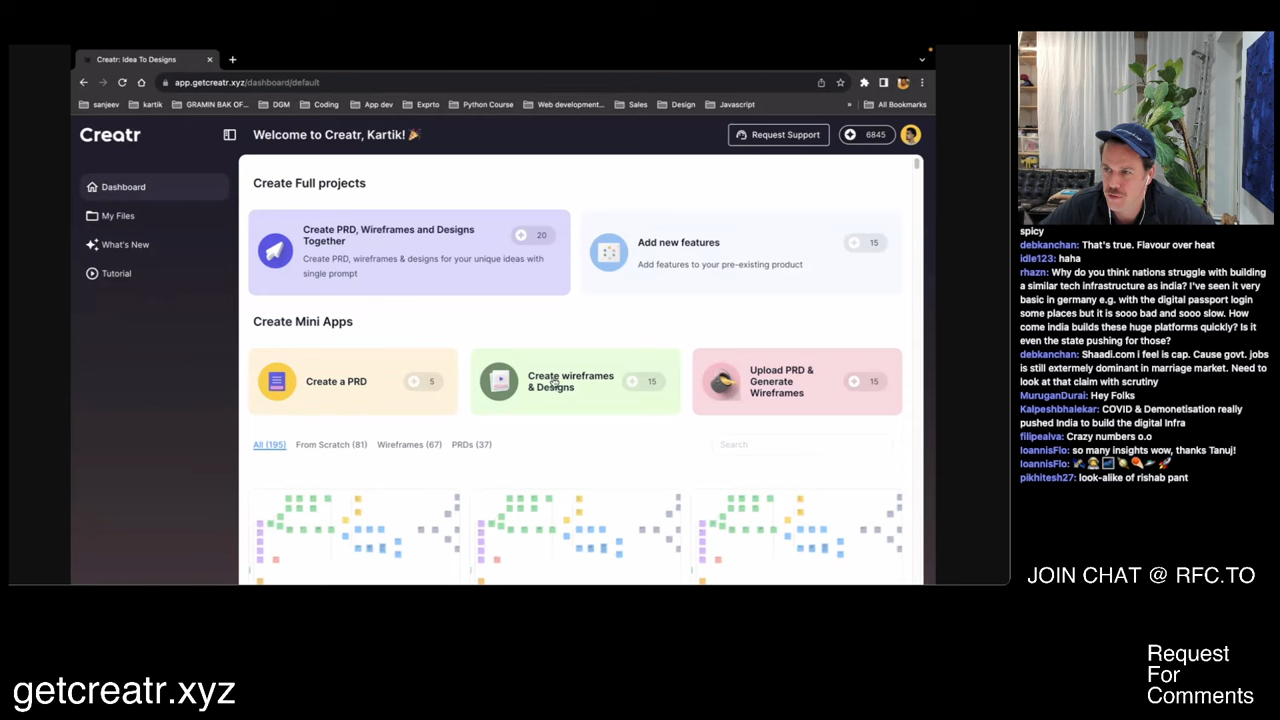 Creatr: Idea To Designs
app.getcreatr.xyz/dashboard/default
sanjeev
kartik
GRAMIN BAK OF...
DGM
Coding
App dev
Exprto
Python Course
Web development...
Sales
Design
Javascript
»
All Bookmarks
Creatr
Welcome to Creatr, Kartik! 🎉
Request Support
6845
Dashboard
My Files
What's New
Tutorial
Create Full projects
Create PRD, Wireframes and Designs
Together
20
Create PRD, wireframes & designs for your unique ideas with
single prompt
Add new features
15
Add features to your pre-existing product
Create Mini Apps
Create a PRD
5
Create wireframes
& Designs
15
Upload PRD &
Generate
Wireframes
15
All (195)
From Scratch (81)
Wireframes (67)
PRDs (37)
Search
spicy
debkanchan: That's true. Flavour over heat
idle123: haha
rhazn: Why do you think nations struggle with building
a similar tech infrastructure as india? I've seen it very
basic in germany e.g. with the digital passport login
some places but it is sooo bad and sooo slow. How
come india builds these huge platforms quickly? Is it
even the state pushing for those?
debkanchan: Shaadi.com i feel is cap. Cause govt. jobs
is still extermely dominant in marriage market. Need to
look at that claim with scrutiny
MuruganDurai: Hey Folks
Kalpeshbhalekar: COVID & Demonetisation really
pushed India to build the digital Infra
filipealva: Crazy numbers o.o
IoannisFlo: so many insights wow, thanks Tanuj!
IoannisFlo:
pikhitesh27: look-alike of rishab pant
JOIN CHAT @ RFC.TO
Request
For
Comments
getcreatr.xyz